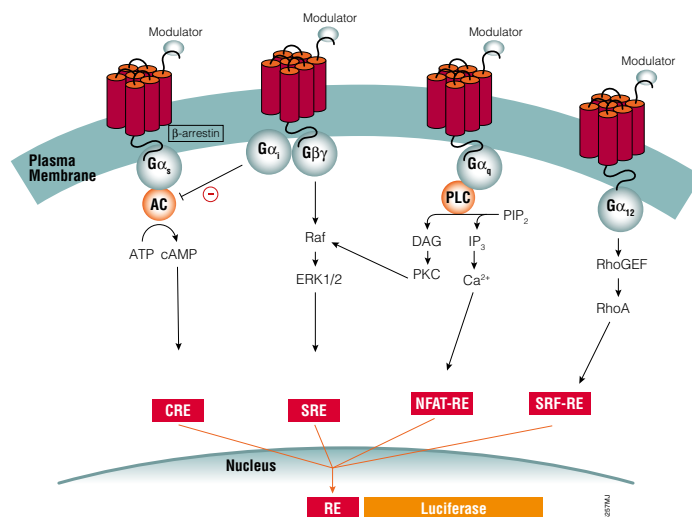 Modulator
Modulator
Modulator
Modulator
β-arrestin
Plasma
Membrane
Gαs
Gαi
Gβγ
Gαq
Gα12
AC
−
PLC
PIP2
ATP cAMP
Raf
DAG
IP3
RhoGEF
ERK1/2
PKC
Ca2+
RhoA
CRE
SRE
NFAT-RE
SRF-RE
Nucleus
RE
Luciferase